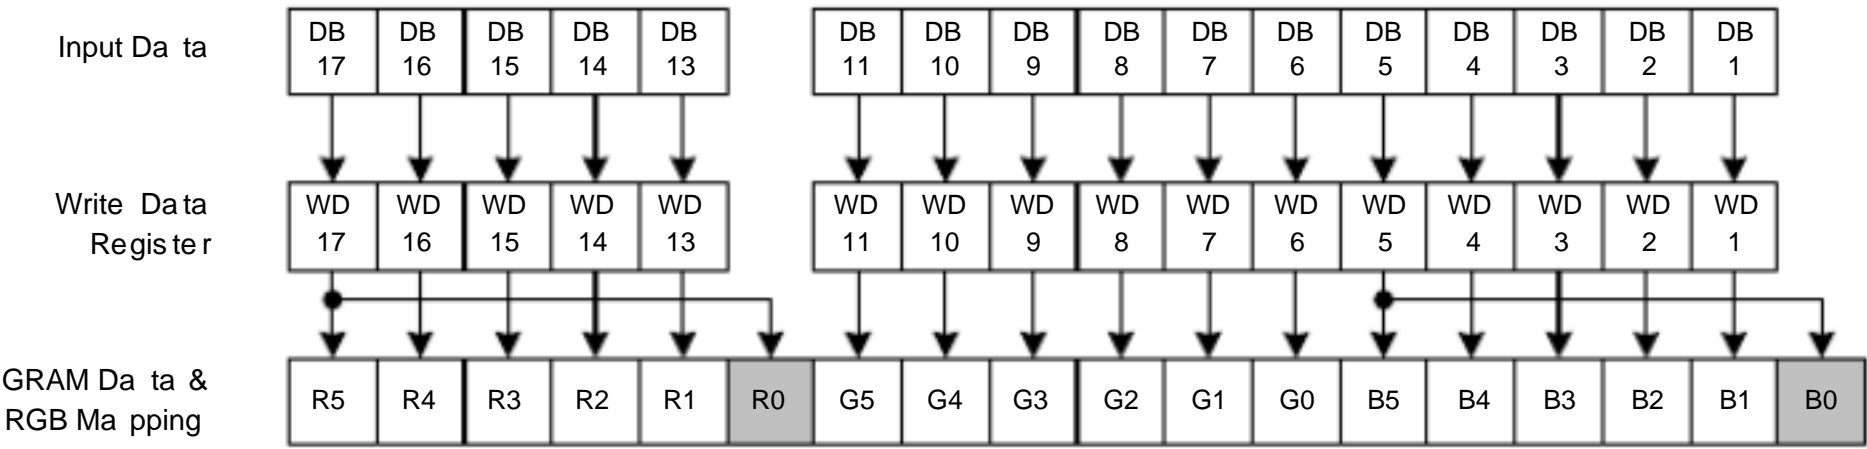 Input Da ta
DB DB DB DB DB DB DB DB DB DB DB DB DB DB DB DB
17 16 15 14 13 11 10 9 8 7 6 5 4 3 2 1
Write Da ta
Regis te r
WD WD WD WD WD WD WD WD WD WD WD WD WD WD WD WD
17 16 15 14 13 11 10 9 8 7 6 5 4 3 2 1
GRAM Da ta &
RGB Ma pping
R5 R4 R3 R2 R1 R0 G5 G4 G3 G2 G1 G0 B5 B4 B3 B2 B1 B0